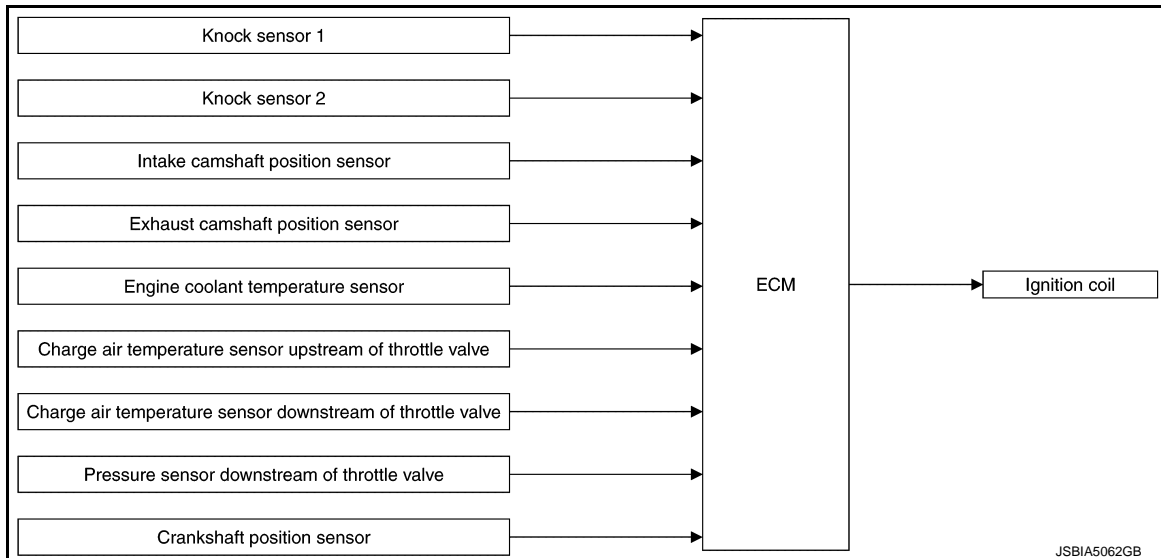 Knock sensor 1
Knock sensor 2
Intake camshaft position sensor
Exhaust camshaft position sensor
Engine coolant temperature sensor
Charge air temperature sensor upstream of throttle valve
Charge air temperature sensor downstream of throttle valve
Pressure sensor downstream of throttle valve
Crankshaft position sensor
ECM
Ignition coil
JSBIA5062GB